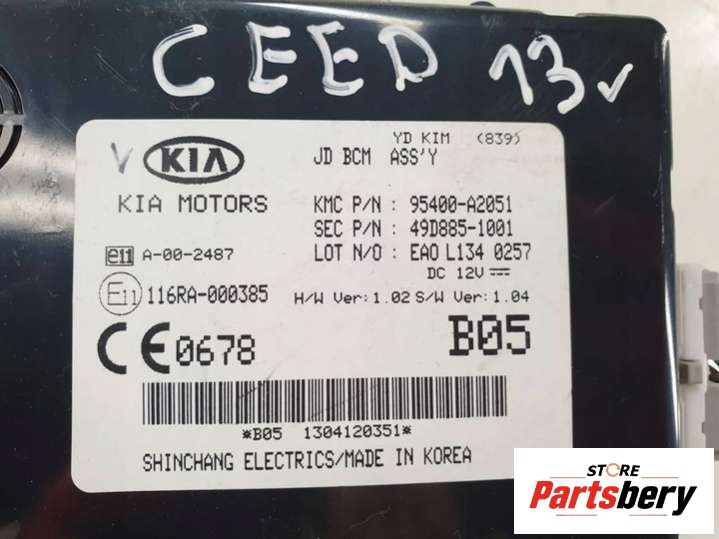 CEED 13
V KIA
YD KIM (839)
JD BCM ASS'Y
KIA MOTORS
KMC P/N : 95400-A2051
SEC P/N : 49D885-1001
LOT N/O : EAO L134 0257
DC 12V
e11 A-00-2487
E11 116RA-000385
H/W Ver:1.02 S/W Ver:1.04
CE0678
B05
*B05 1304120351*
SHINCHANG ELECTRICS/MADE IN KOREA
STORE
Partsbery